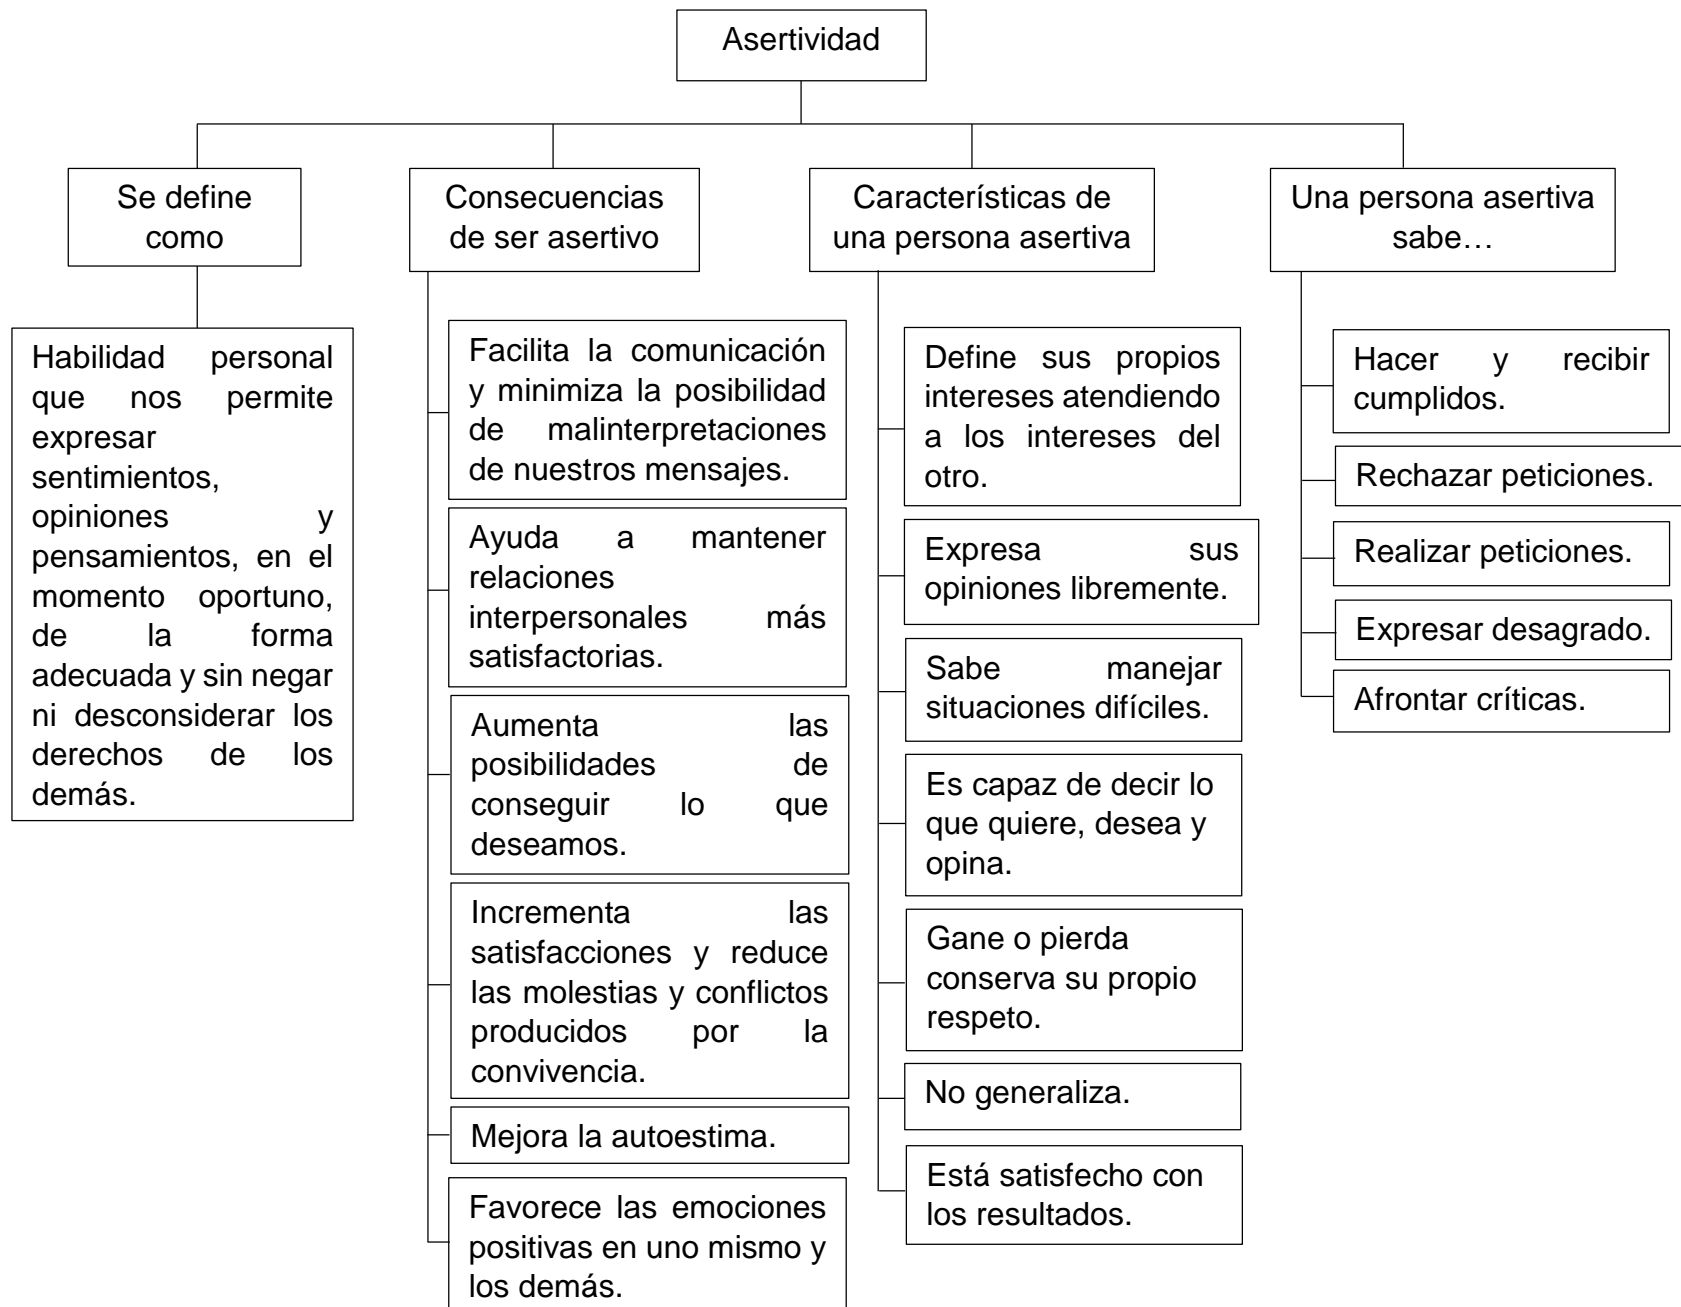 Asertividad
Se define
como
Habilidad personal
que nos permite
expresar
sentimientos,
opiniones y
pensamientos, en el
momento oportuno,
de la forma
adecuada y sin negar
ni desconsiderar los
derechos de los
demás.
Consecuencias
de ser asertivo
Facilita la comunicación
y minimiza la posibilidad
de malinterpretaciones
de nuestros mensajes.
Ayuda a mantener
relaciones
interpersonales más
satisfactorias.
Aumenta las
posibilidades de
conseguir lo que
deseamos.
Incrementa las
satisfacciones y reduce
las molestias y conflictos
producidos por la
convivencia.
Mejora la autoestima.
Favorece las emociones
positivas en uno mismo y
los demás.
Características de
una persona asertiva
Define sus propios
intereses atendiendo
a los intereses del
otro.
Expresa sus
opiniones libremente.
Sabe manejar
situaciones difíciles.
Es capaz de decir lo
que quiere, desea y
opina.
Gane o pierda
conserva su propio
respeto.
No generaliza.
Está satisfecho con
los resultados.
Una persona asertiva
sabe…
Hacer y recibir
cumplidos.
Rechazar peticiones.
Realizar peticiones.
Expresar desagrado.
Afrontar críticas.